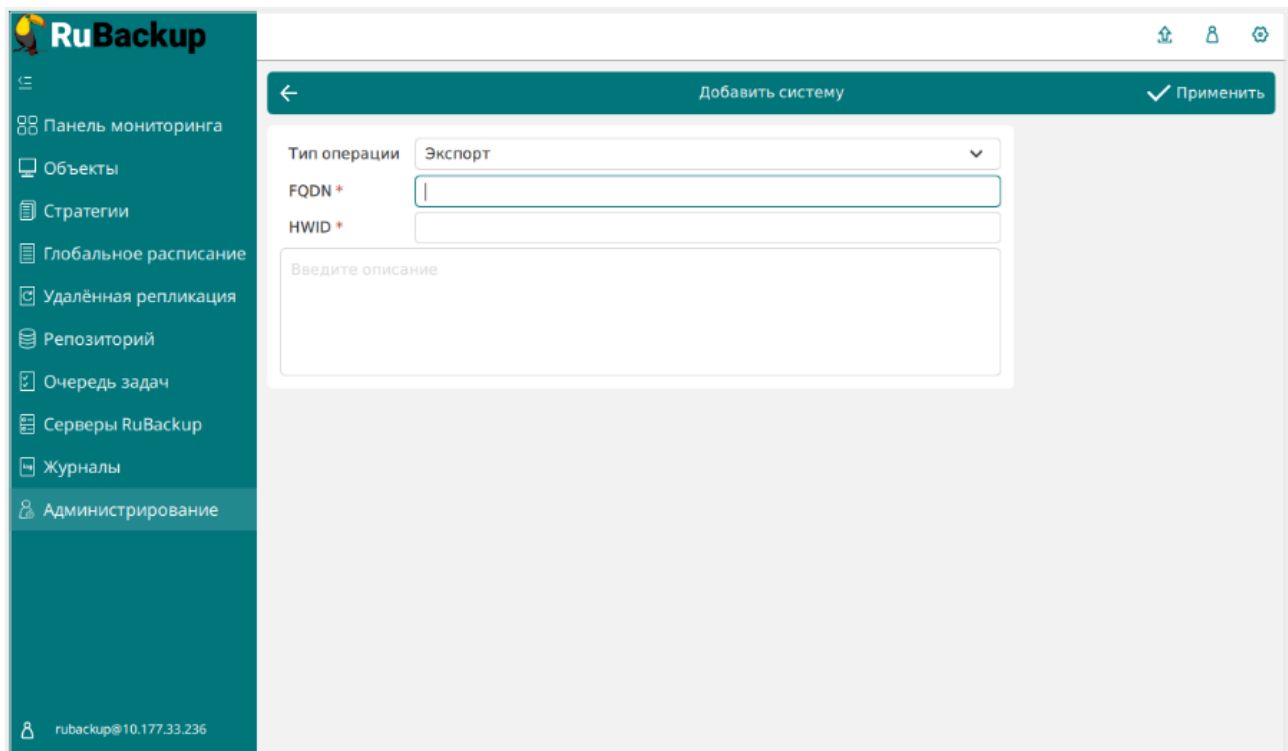 RuBackup
Добавить систему
Применить
Панель мониторинга
Объекты
Стратегии
Глобальное расписание
Удалённая репликация
Репозиторий
Очередь задач
Серверы RuBackup
Журналы
Администрирование
Тип операции Экспорт
FQDN *
HWID *
Введите описание
rubackup@10.177.33.236